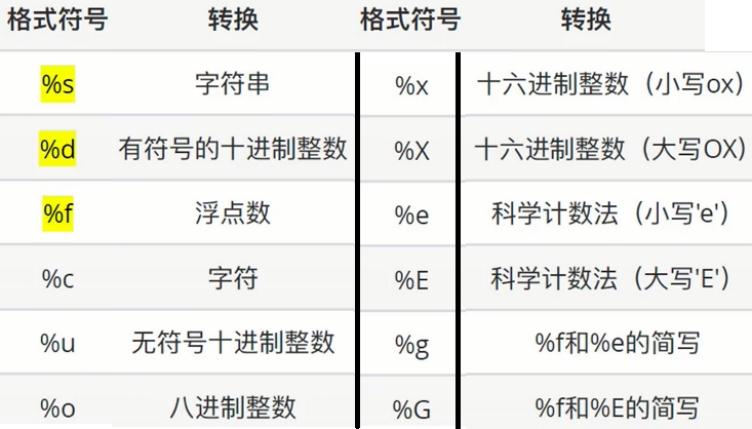 格式符号 转换 格式符号 转换
%s 字符串 %x 十六进制整数（小写ox）
%d 有符号的十进制整数 %X 十六进制整数（大写OX）
%f 浮点数 %e 科学计数法（小写'e'）
%c 字符 %E 科学计数法（大写'E'）
%u 无符号十进制整数 %g %f和%e的简写
%o 八进制整数 %G %f和%E的简写